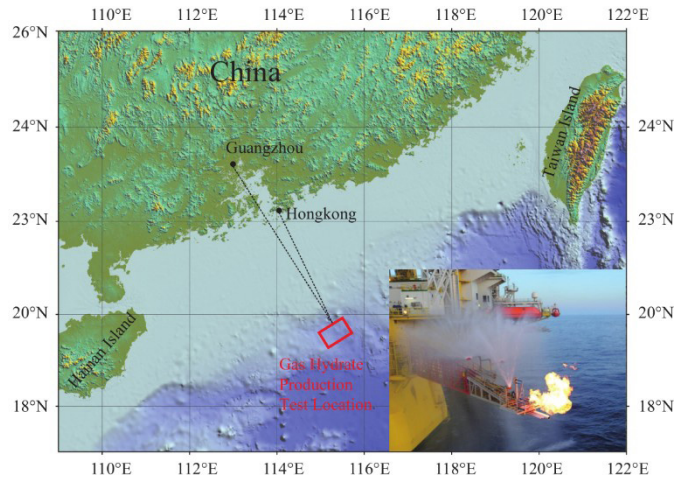 110°E 112°E 114°E 116°E 118°E 120°E 122°E
26°N
China
24°N
Guangzhou
Taiwan Island
23°N
Hongkong
20°N
Hainan Island
Gas Hydrate
Production
Test Location
18°N
24°N
23°N
20°N
18°N
110°E 112°E 114°E 116°E 118°E 120°E 122°E